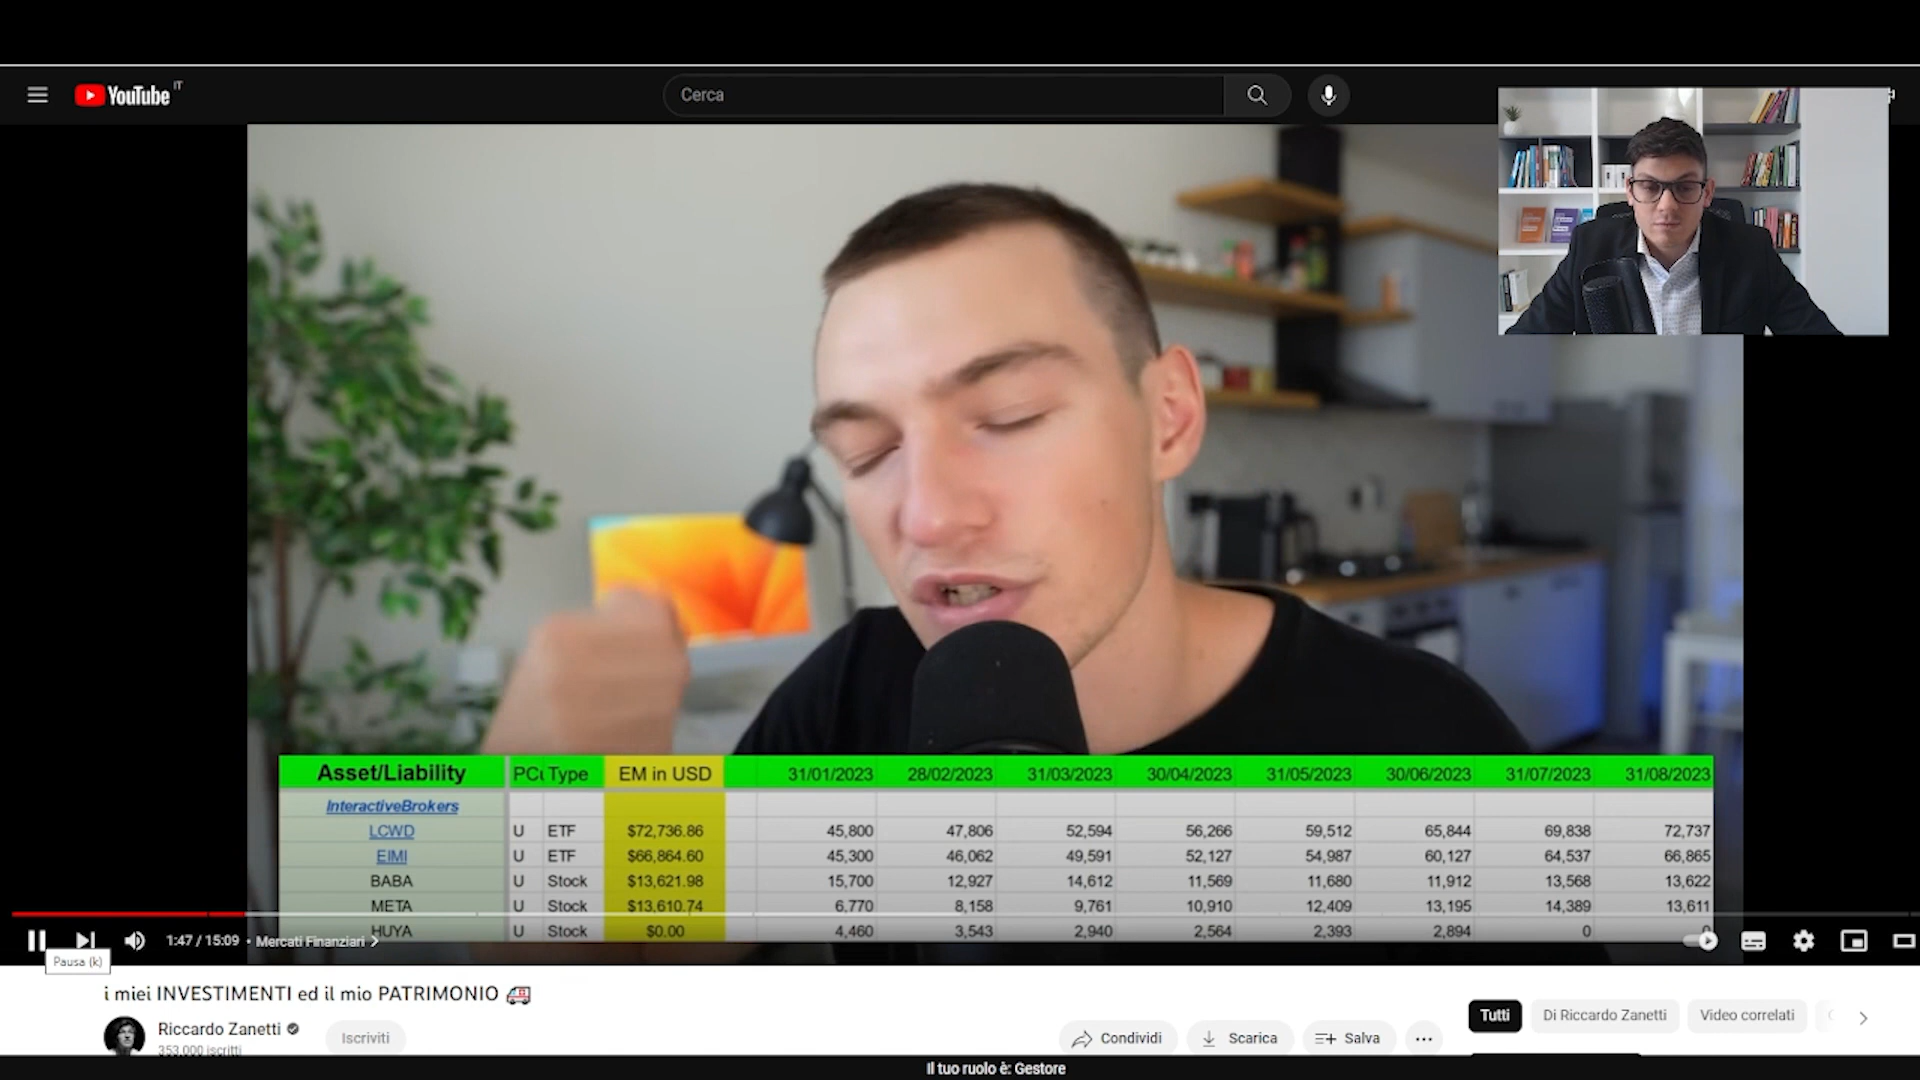 YouTube IT
Cerca
Asset/Liability PCu Type EM in USD 31/01/2023 28/02/2023 31/03/2023 30/04/2023 31/05/2023 30/06/2023 31/07/2023 31/08/2023
InteractiveBrokers
LCWD U ETF $72,736.86 45,800 47,806 52,594 56,266 59,512 65,844 69,838 72,737
EIMI U ETF $66,864.60 45,300 46,062 49,591 52,127 54,987 60,127 64,537 66,865
BABA U Stock $13,621.98 15,700 12,927 14,612 11,569 11,680 11,912 13,568 13,622
META U Stock $13,610.74 6,770 8,158 9,761 10,910 12,409 13,195 14,389 13,611
HUYA U Stock $0.00 4,460 3,543 2,940 2,564 2,393 2,894 0 0
1:47 / 15:09 • Mercati Finanziari
Pausa (k)
i miei INVESTIMENTI ed il mio PATRIMONIO 🚑
Riccardo Zanetti
353.000 iscritti
Iscriviti
Condividi
Scarica
Salva
Tutti
Di Riccardo Zanetti
Video correlati
Il tuo ruolo è: Gestore